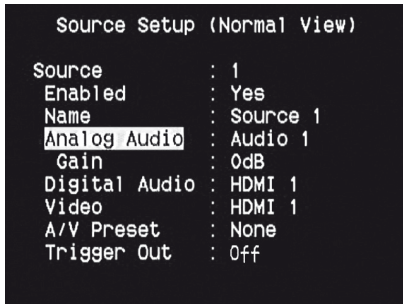 Source Setup (Normal View)
Source : 1
Enabled : Yes
Name : Source 1
Analog Audio : Audio 1
Gain : 0dB
Digital Audio : HDMI 1
Video : HDMI 1
A/V Preset : None
Trigger Out : Off